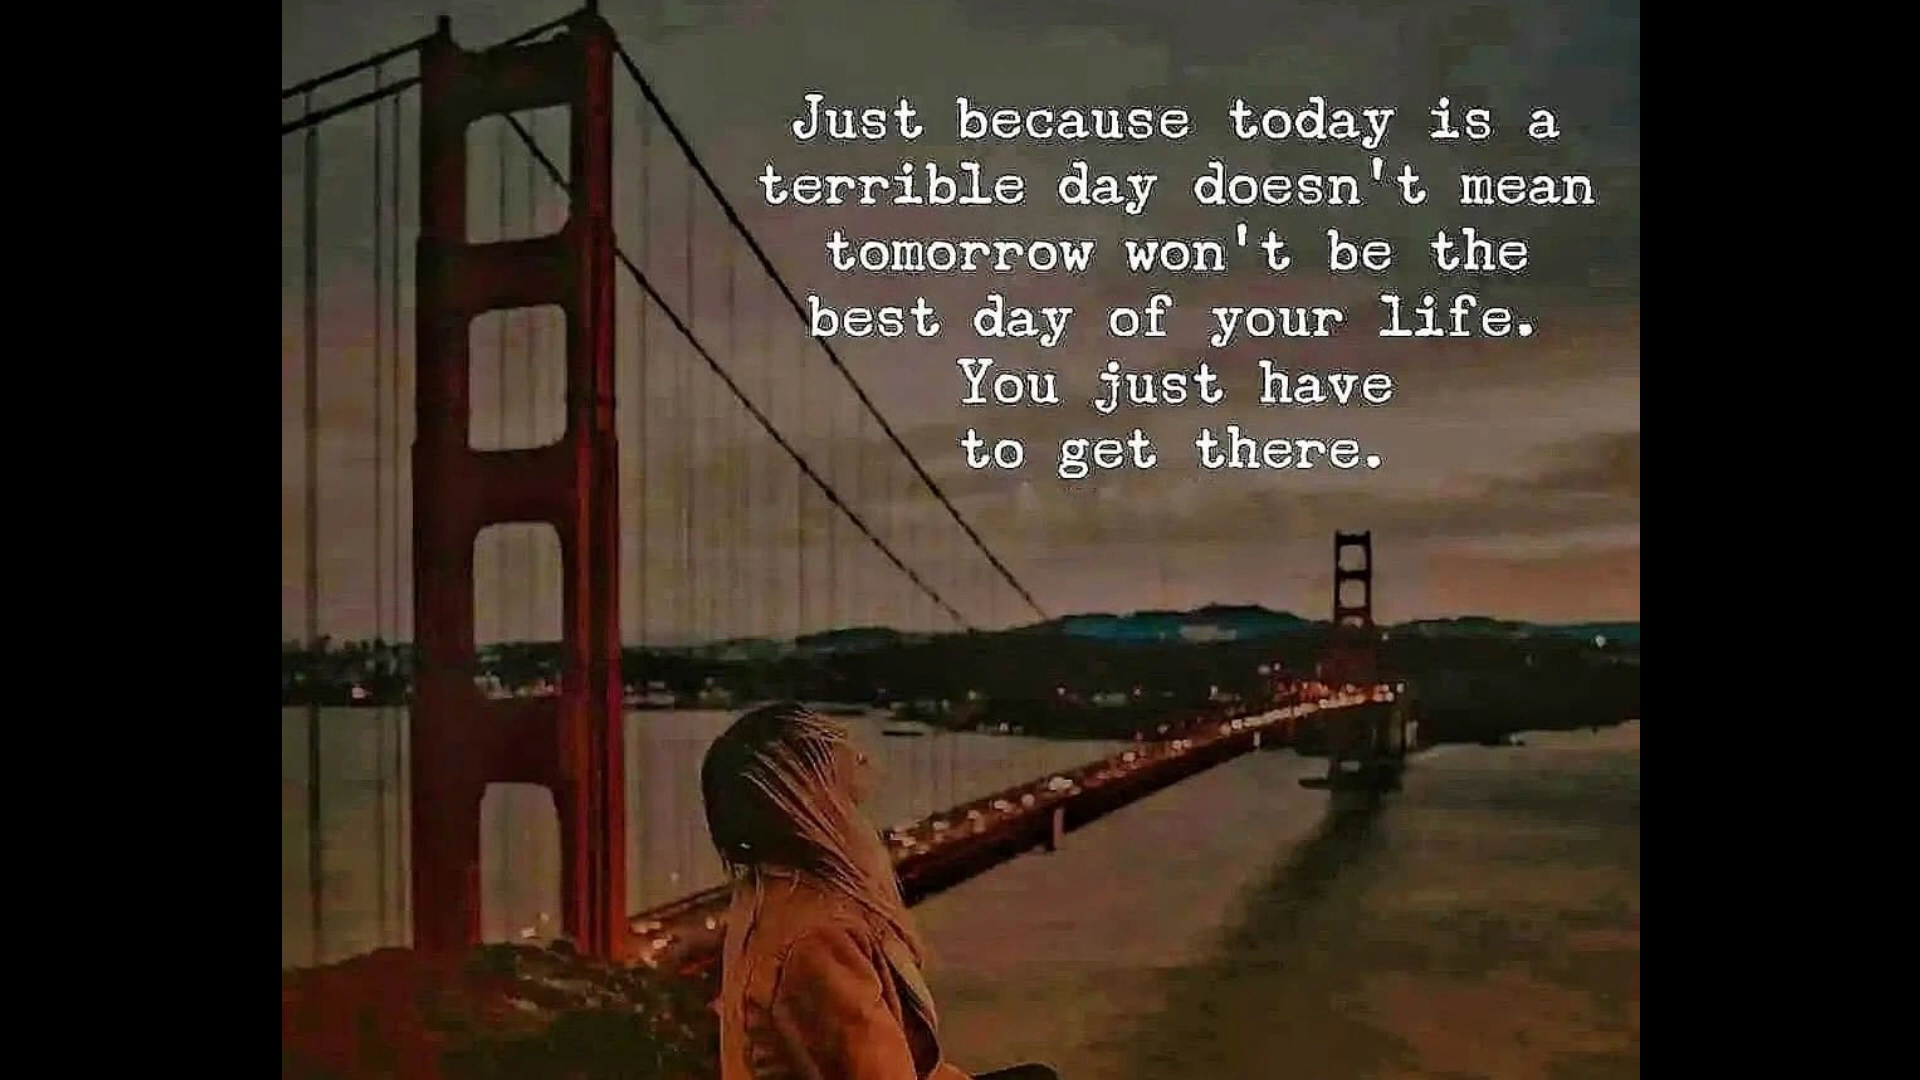 Just because today is a
terrible day doesn't mean
tomorrow won't be the
best day of your life.
You just have
to get there.